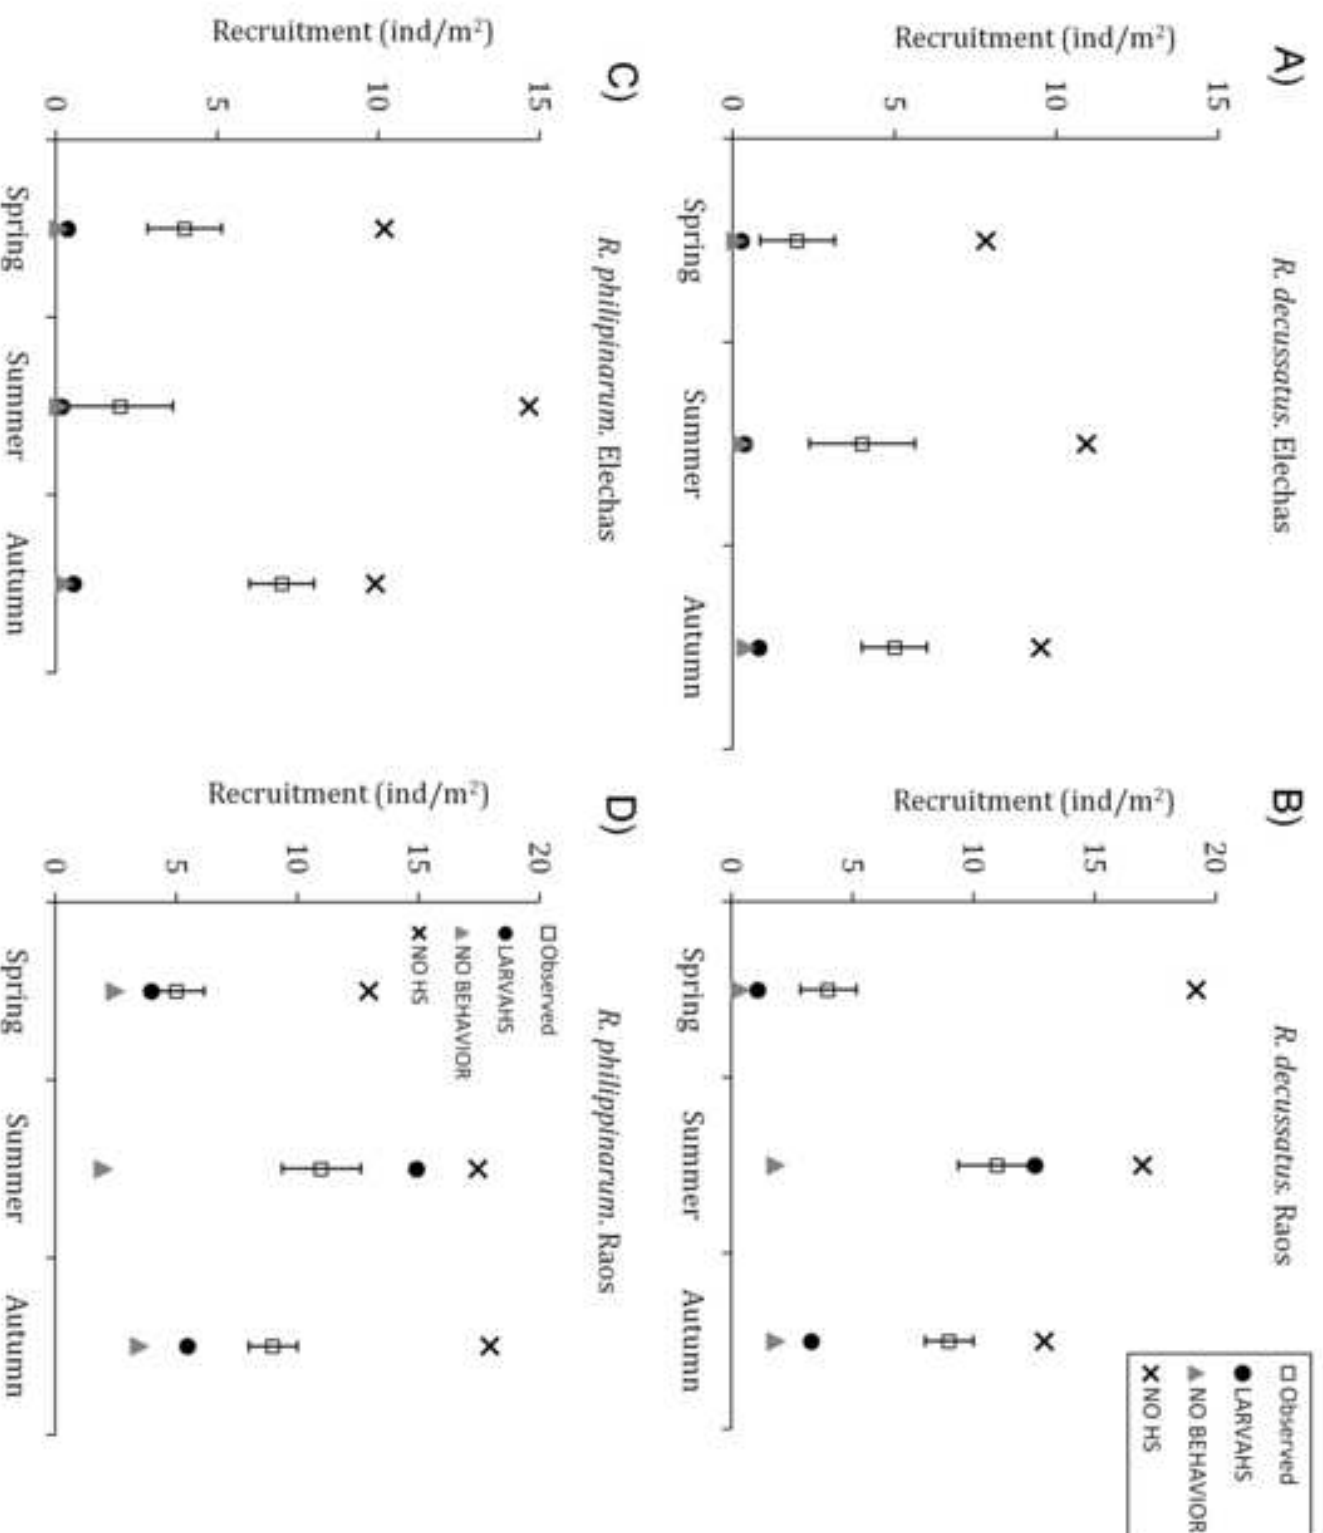 A)
R. decussatus. Elechas
Recruitment (ind/m²)
15
10
5
0
Spring
Summer
Autumn
B)
R. decussatus. Raos
Recruitment (ind/m²)
20
15
10
5
0
Spring
Summer
Autumn
Observed
LARVAHS
NO BEHAVIOR
NO HS
C)
R. philipinarum. Elechas
Recruitment (ind/m²)
15
10
5
0
Spring
Summer
Autumn
D)
R. philippinarum. Raos
Recruitment (ind/m²)
20
15
10
5
0
Observed
LARVAHS
NO BEHAVIOR
NO HS
Spring
Summer
Autumn